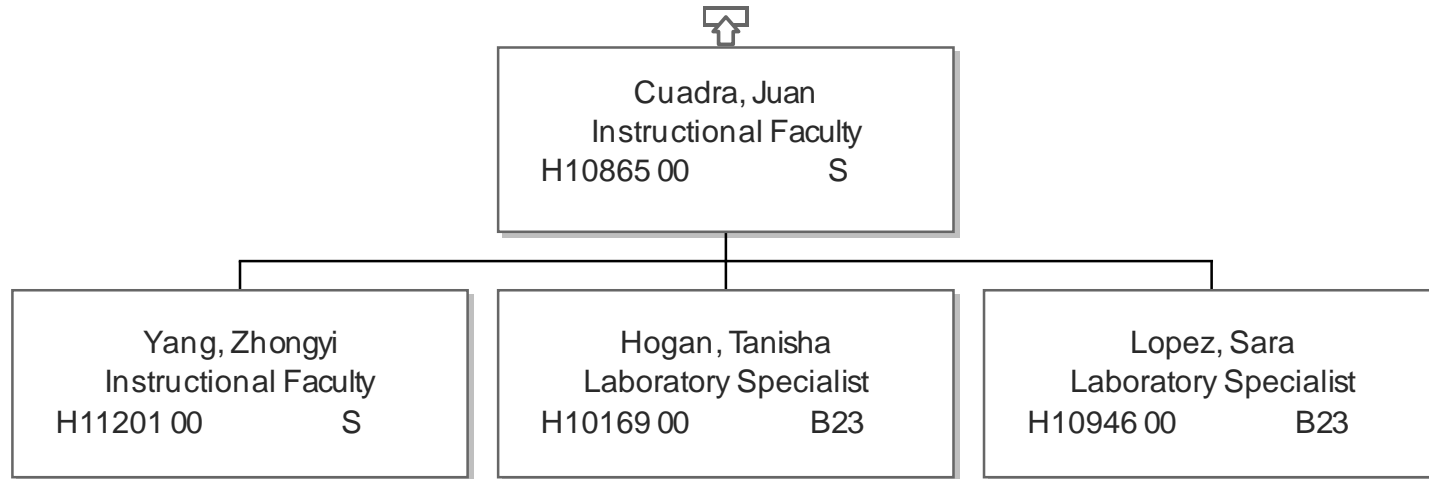 Cuadra, Juan
Instructional Faculty
H10865 00 S
Yang, Zhongyi
Instructional Faculty
H11201 00 S
Hogan, Tanisha
Laboratory Specialist
H10169 00 B23
Lopez, Sara
Laboratory Specialist
H10946 00 B23